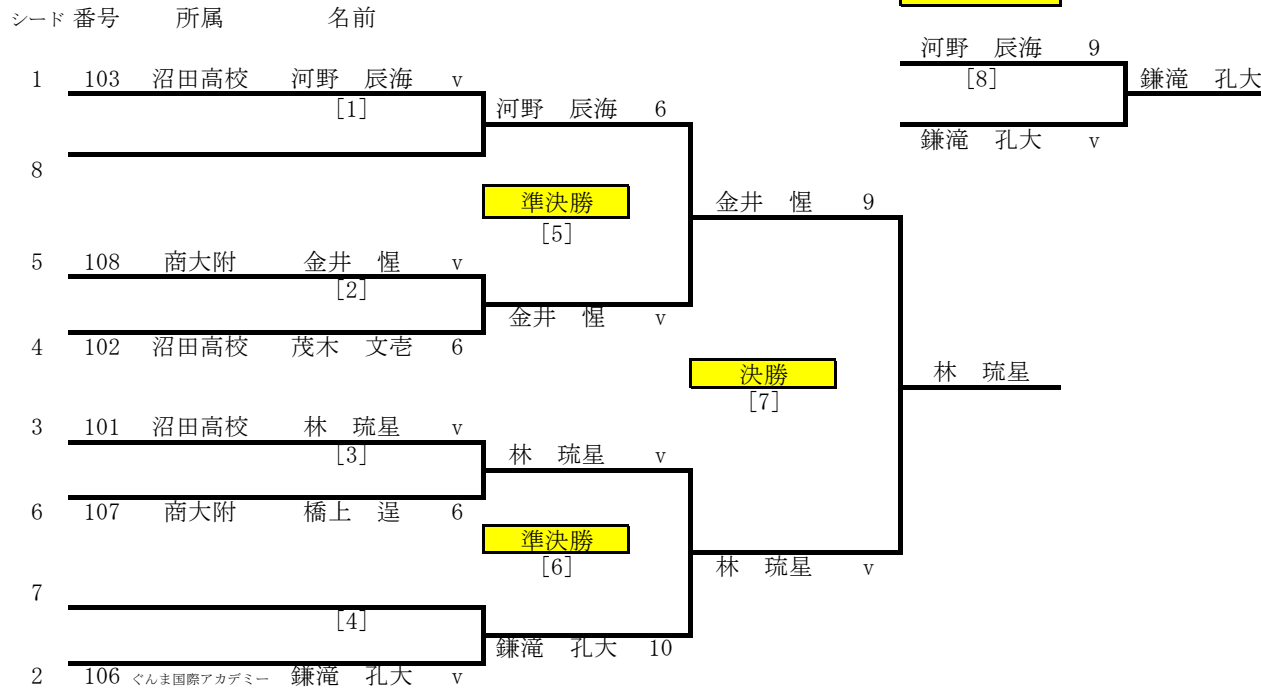 シード 番号 所属 名前
河野 辰海 9
[8]
鎌滝 孔大
鎌滝 孔大 v
1 103 沼田高校 河野 辰海 v
[1]
河野 辰海 6
8
準決勝
[5]
金井 惺 9
5 108 商大附 金井 惺 v
[2]
金井 惺 v
4 102 沼田高校 茂木 文壱 6
決勝
[7]
林 琉星
3 101 沼田高校 林 琉星 v
[3]
林 琉星 v
6 107 商大附 橋上 逞 6
準決勝
[6]
林 琉星 v
7
[4]
鎌滝 孔大 10
2 106 ぐんま国際アカデミー 鎌滝 孔大 v